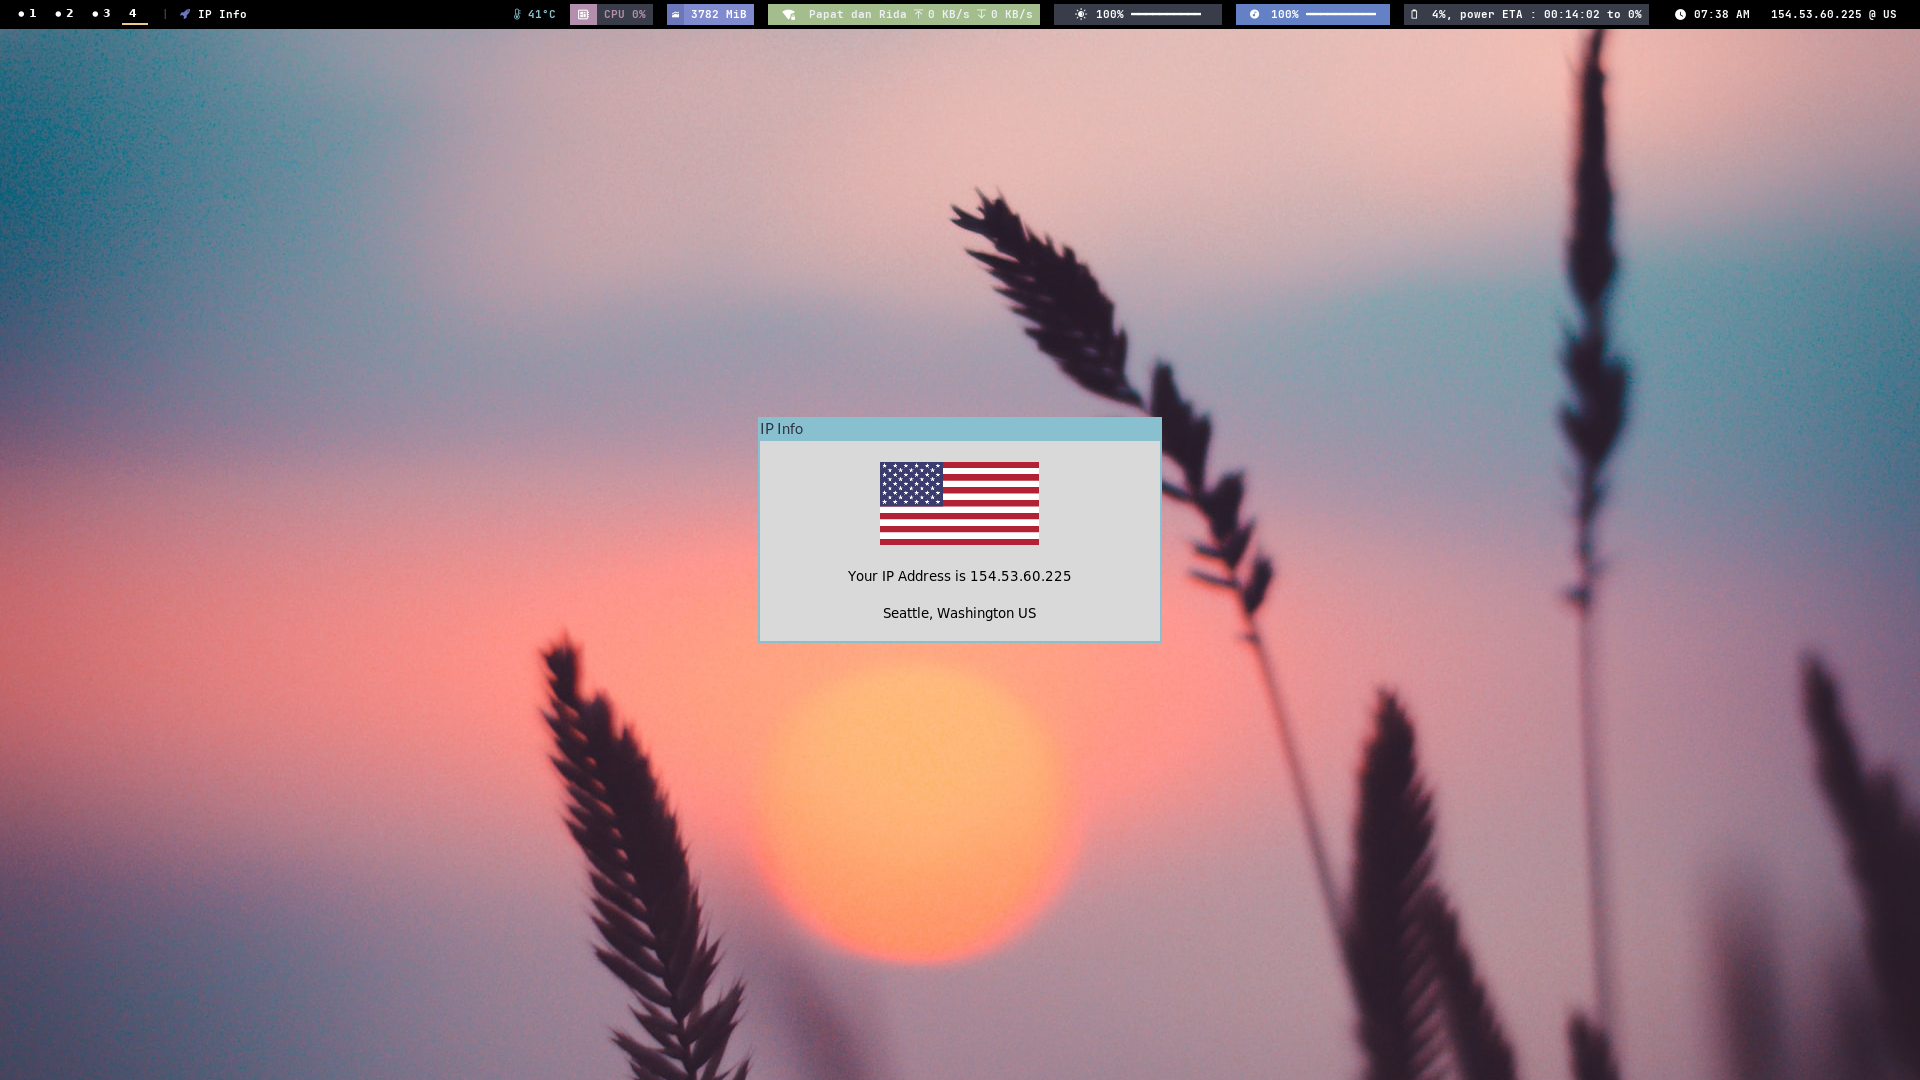 1 2 3 4 | IP Info 41°C CPU 0% 3782 MiB Papat dan Rida 0 KB/s 0 KB/s 100% 100% 4%, power ETA : 00:14:02 to 0% 07:38 AM 154.53.60.225 @ US
IP Info
Your IP Address is 154.53.60.225
Seattle, Washington US